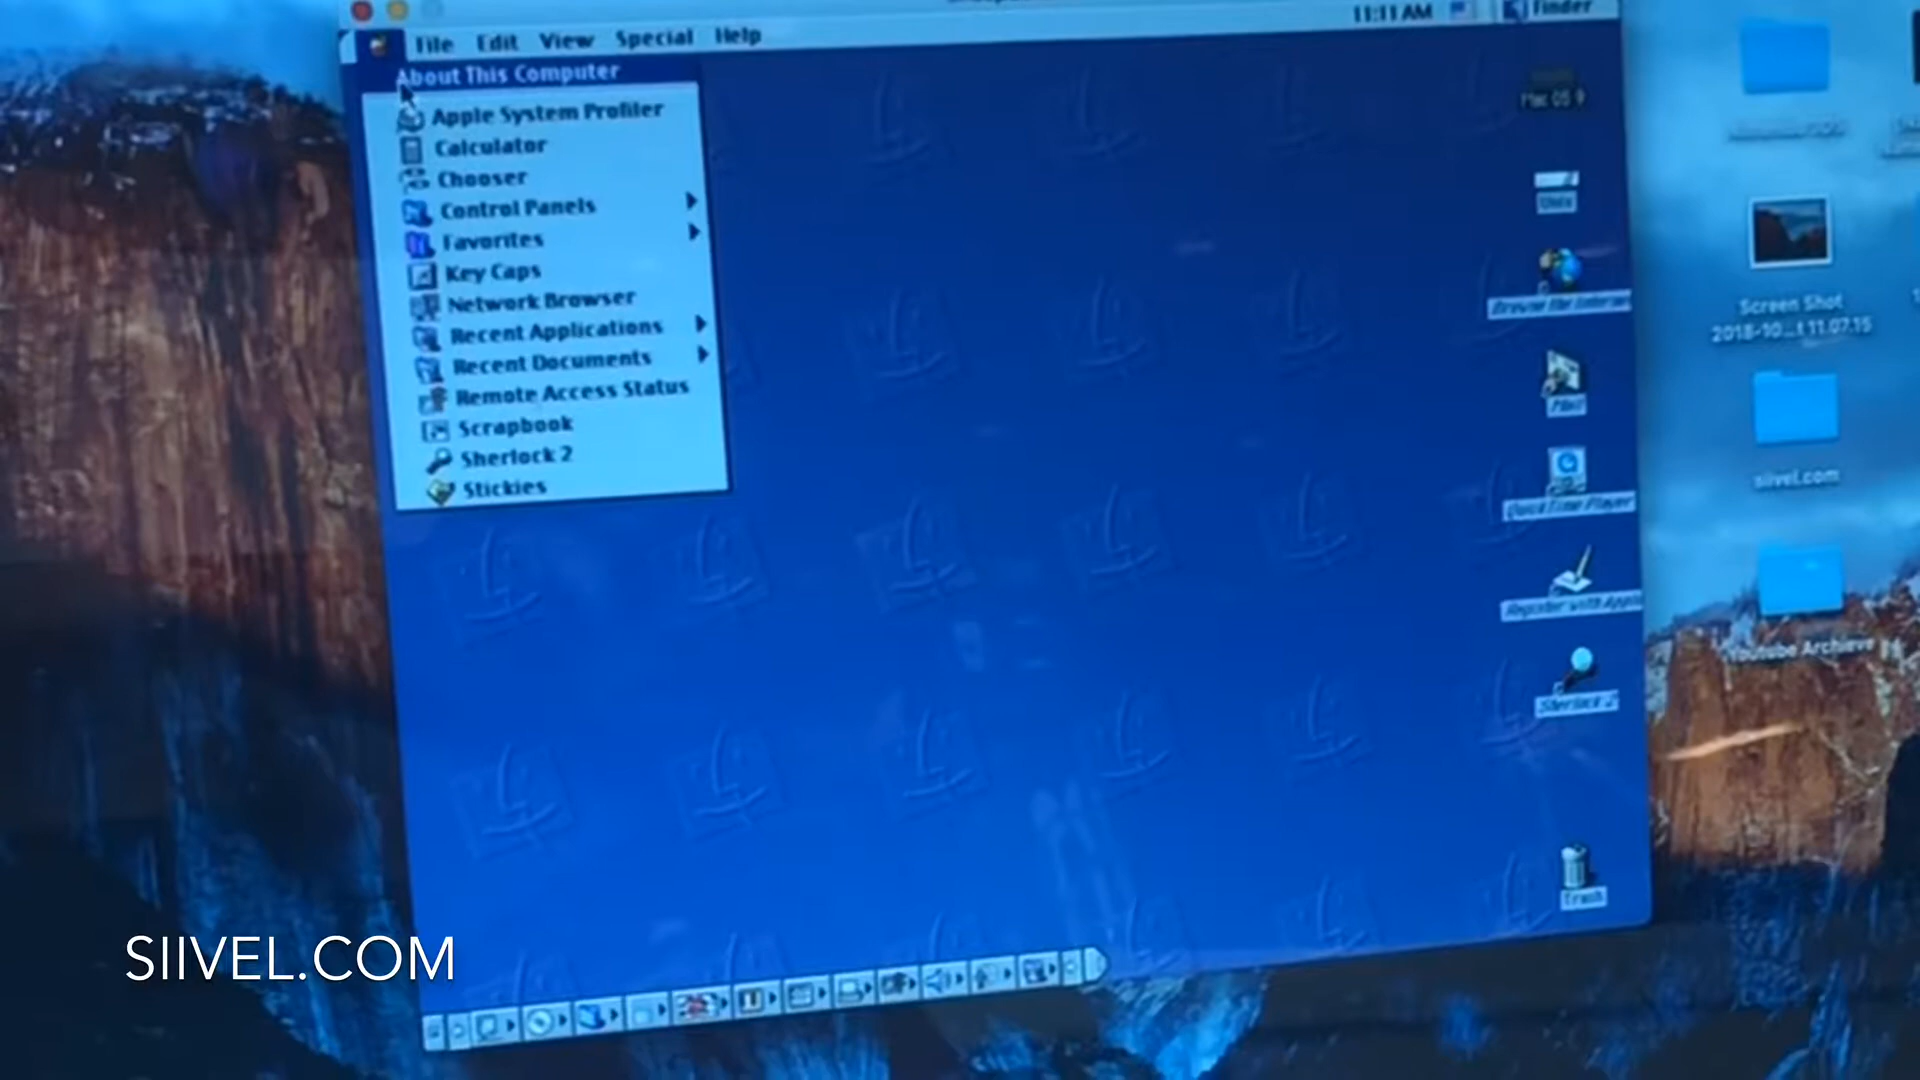 11:11 AM
Finder
File Edit View Special Help
About This Computer
Apple System Profiler
Calculator
Chooser
Control Panels
Favorites
Key Caps
Network Browser
Recent Applications
Recent Documents
Remote Access Status
Scrapbook
Sherlock 2
Stickies
Mac OS 9
Unix
Browse the Internet
Mail
QuickTime Player
Register with Apple
Sherlock 2
Trash
Screen Shot
2018-10...t 11.07.15
siivel.com
Youtube Archieve
SIIVEL.COM